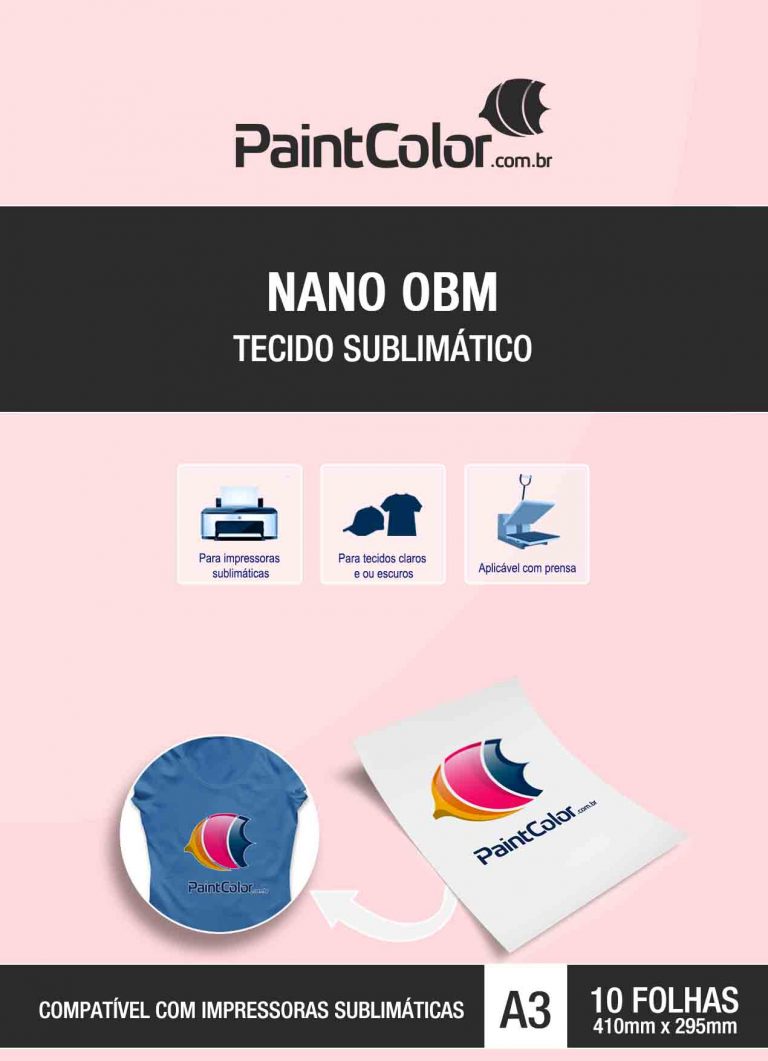 PaintColor.com.br
NANO OBM
TECIDO SUBLIMÁTICO
Para impressoras
sublimáticas
Para tecidos claros
e ou escuros
Aplicável com prensa
PaintColor.com.br
PaintColor.com.br
COMPATÍVEL COM IMPRESSORAS SUBLIMÁTICAS
A3
10 FOLHAS
410mm x 295mm